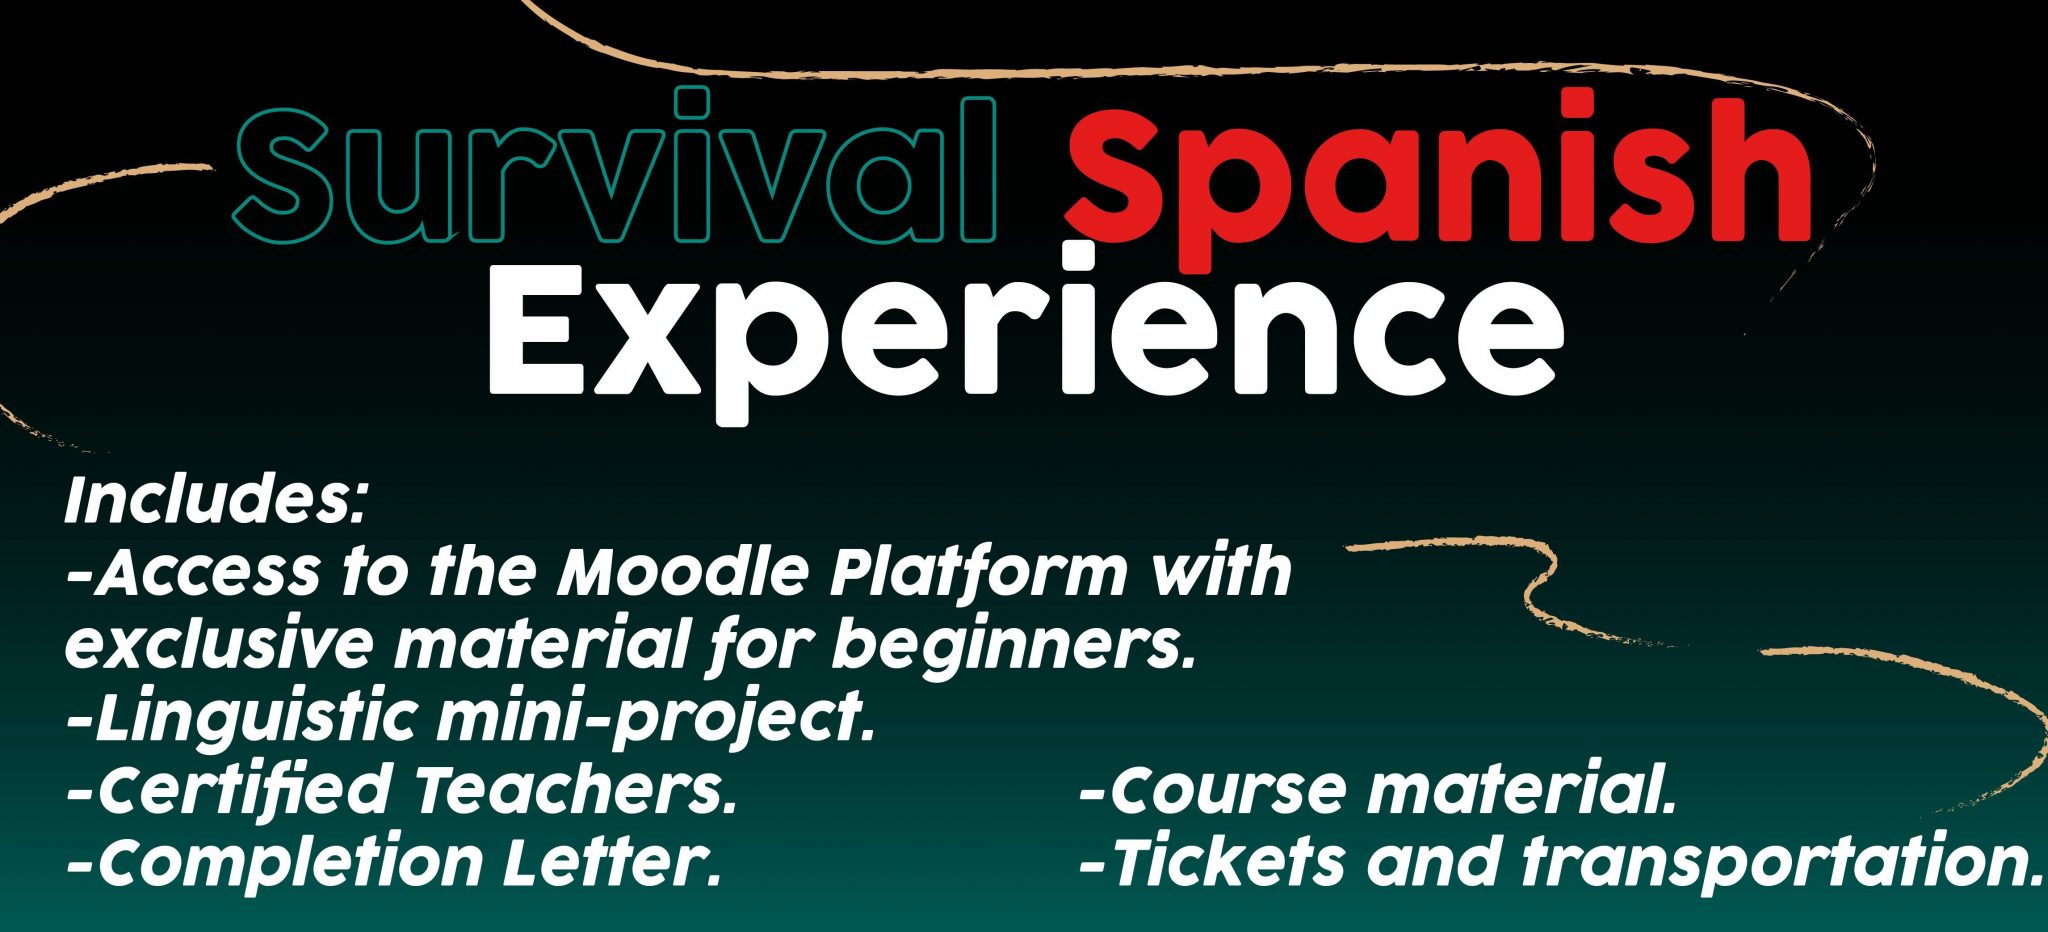 Survival Spanish
Experience
Includes:
-Access to the Moodle Platform with
exclusive material for beginners.
-Linguistic mini-project.
-Certified Teachers.
-Completion Letter.
-Course material.
-Tickets and transportation.